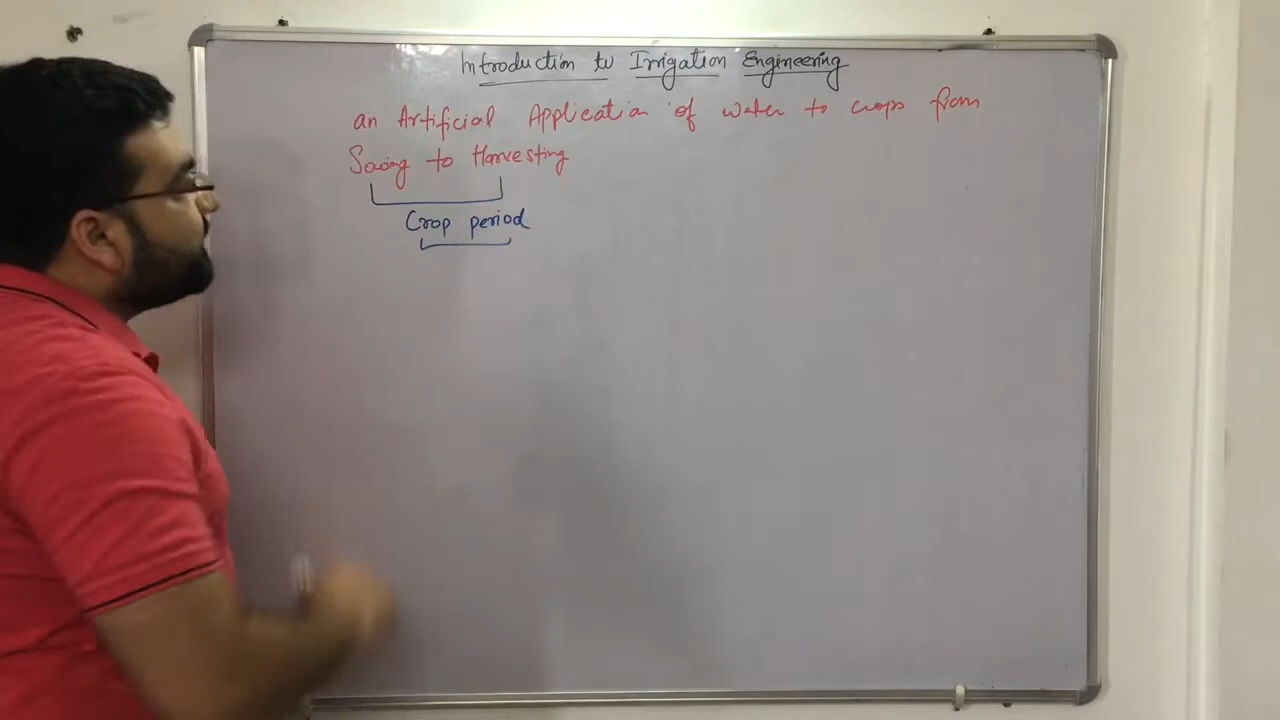 Introduction to Irrigation Engineering
an Artificial Application of water to crops from
Sowing to Harvesting
Crop period